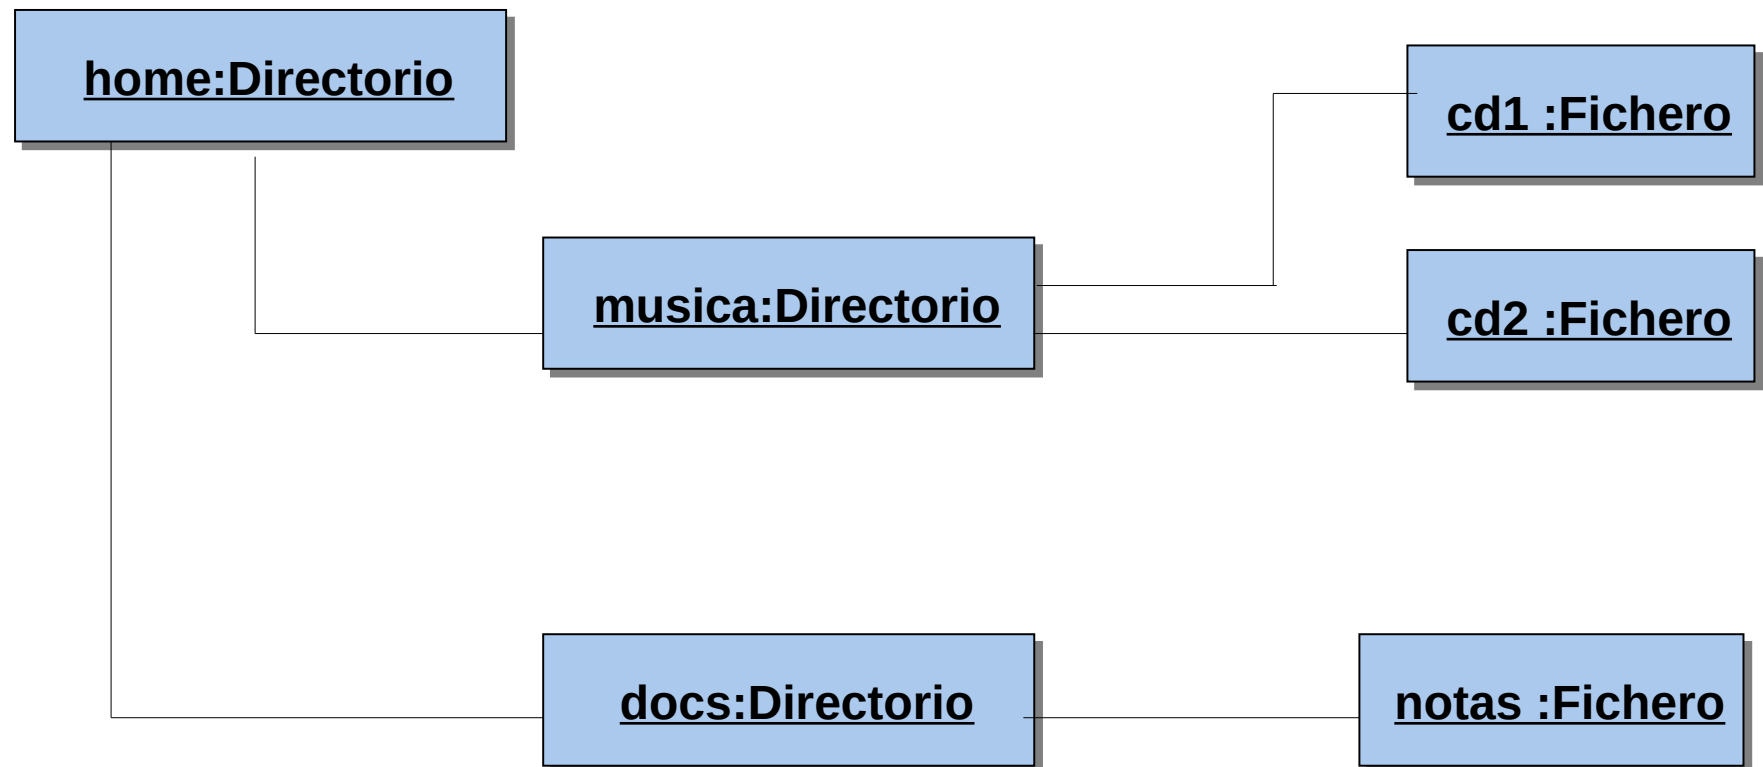 home:Directorio
cd1 :Fichero
musica:Directorio
cd2 :Fichero
docs:Directorio
notas :Fichero